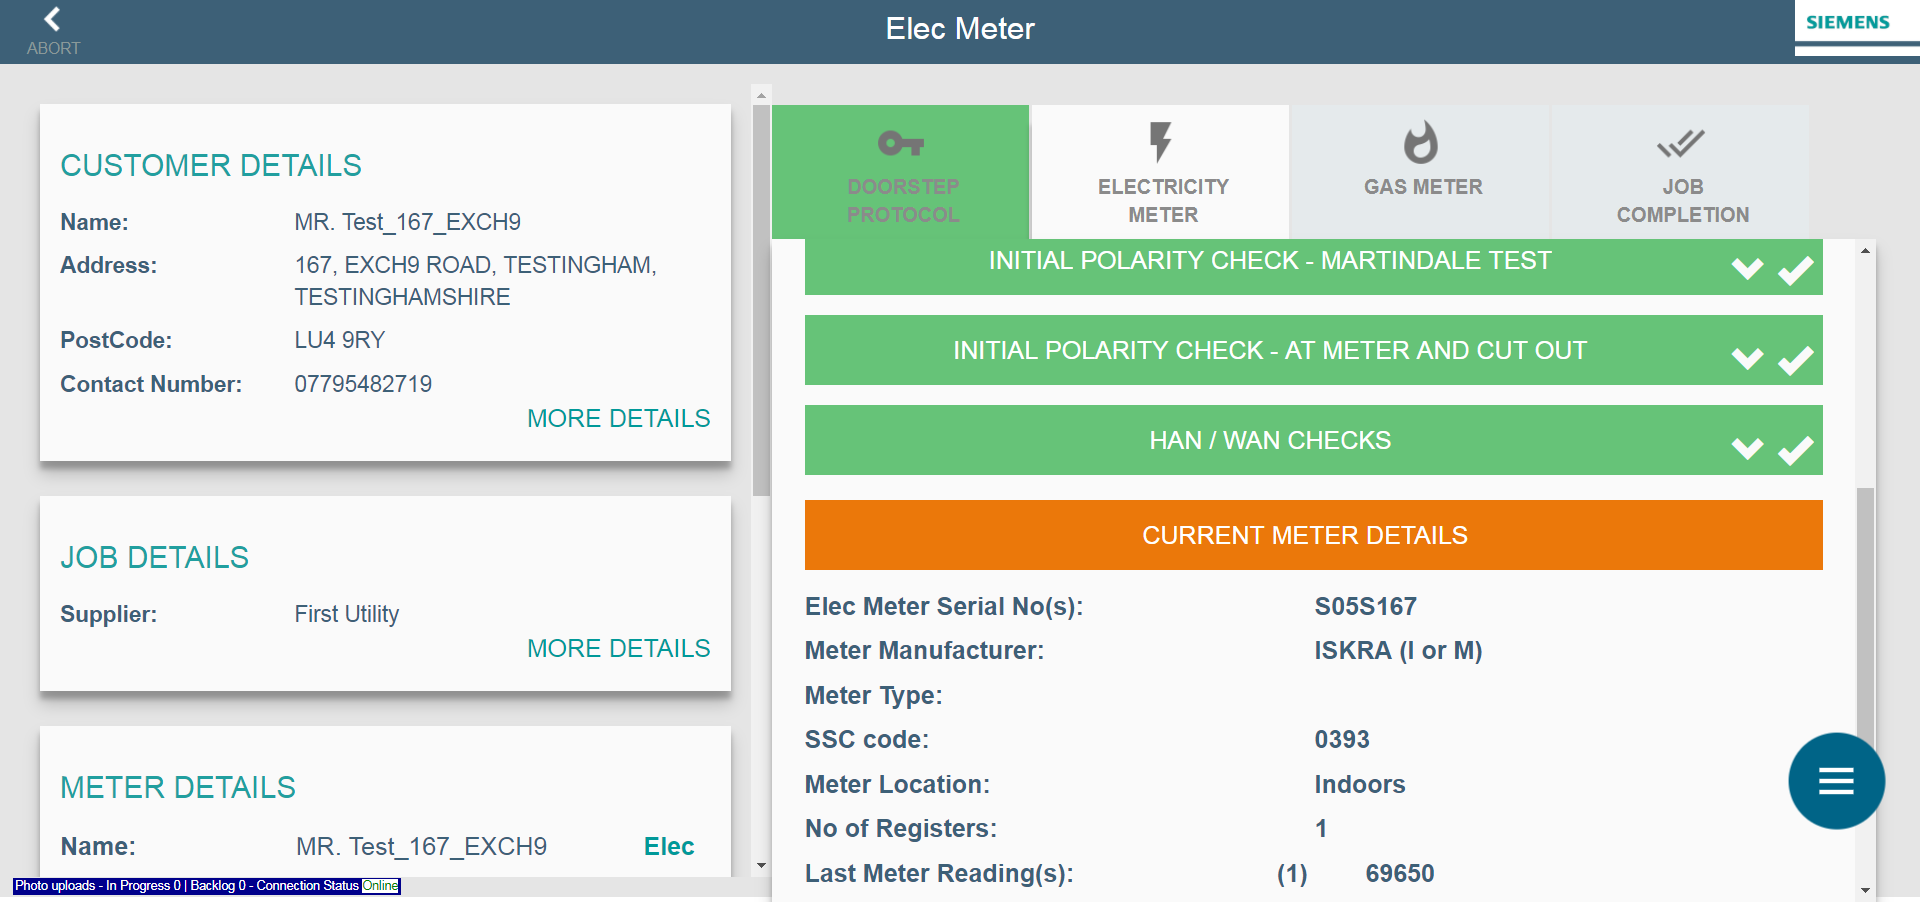 ABORT
Elec Meter
SIEMENS
CUSTOMER DETAILS
Name: MR. Test_167_EXCH9
Address: 167, EXCH9 ROAD, TESTINGHAM,
TESTINGHAMSHIRE
PostCode: LU4 9RY
Contact Number: 07795482719
MORE DETAILS
JOB DETAILS
Supplier: First Utility
MORE DETAILS
METER DETAILS
Name: MR. Test_167_EXCH9 Elec
Photo uploads - In Progress 0 | Backlog 0 - Connection Status Online
DOORSTEP
PROTOCOL
ELECTRICITY
METER
GAS METER
JOB
COMPLETION
INITIAL POLARITY CHECK - MARTINDALE TEST
INITIAL POLARITY CHECK - AT METER AND CUT OUT
HAN / WAN CHECKS
CURRENT METER DETAILS
Elec Meter Serial No(s): S05S167
Meter Manufacturer: ISKRA (I or M)
Meter Type:
SSC code: 0393
Meter Location: Indoors
No of Registers: 1
Last Meter Reading(s): (1) 69650